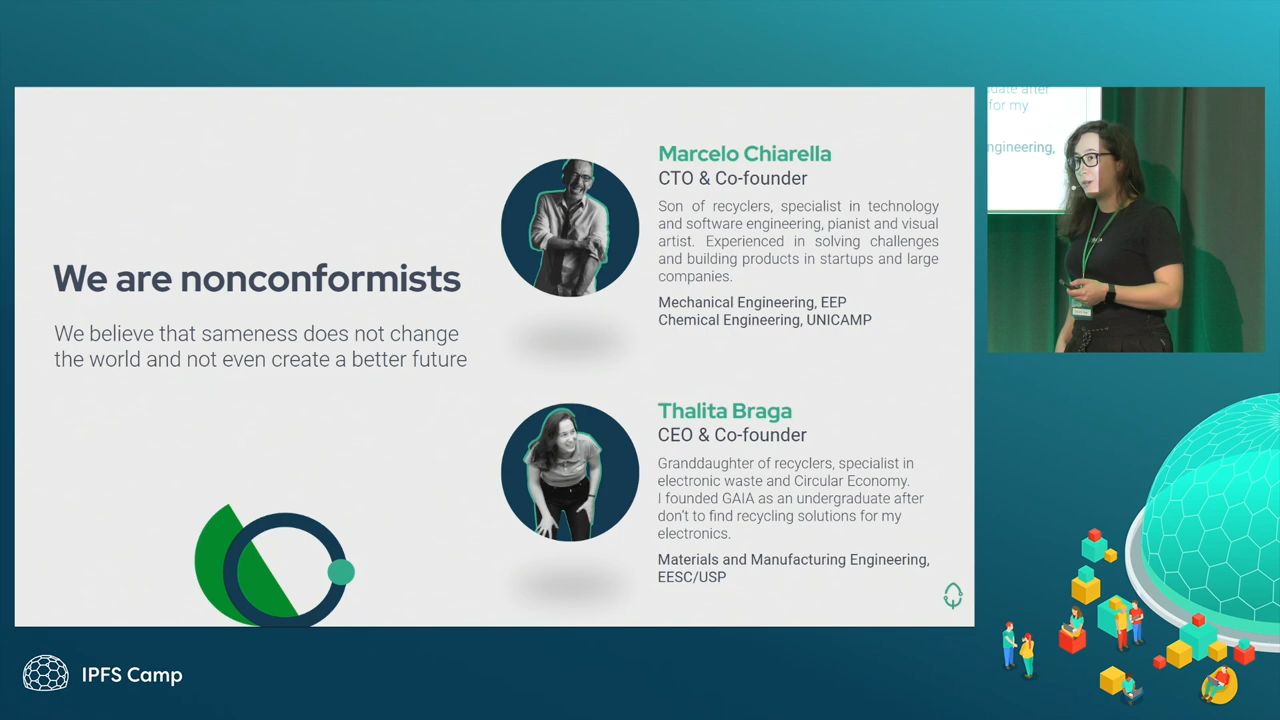 We are nonconformists
We believe that sameness does not change
the world and not even create a better future
Marcelo Chiarella
CTO & Co-founder
Son of recyclers, specialist in technology
and software engineering, pianist and visual
artist. Experienced in solving challenges
and building products in startups and large
companies.
Mechanical Engineering, EEP
Chemical Engineering, UNICAMP
Thalita Braga
CEO & Co-founder
Granddaughter of recyclers, specialist in
electronic waste and Circular Economy.
I founded GAIA as an undergraduate after
don't to find recycling solutions for my
electronics.
Materials and Manufacturing Engineering,
EESC/USP
after
for my
IPFS Camp